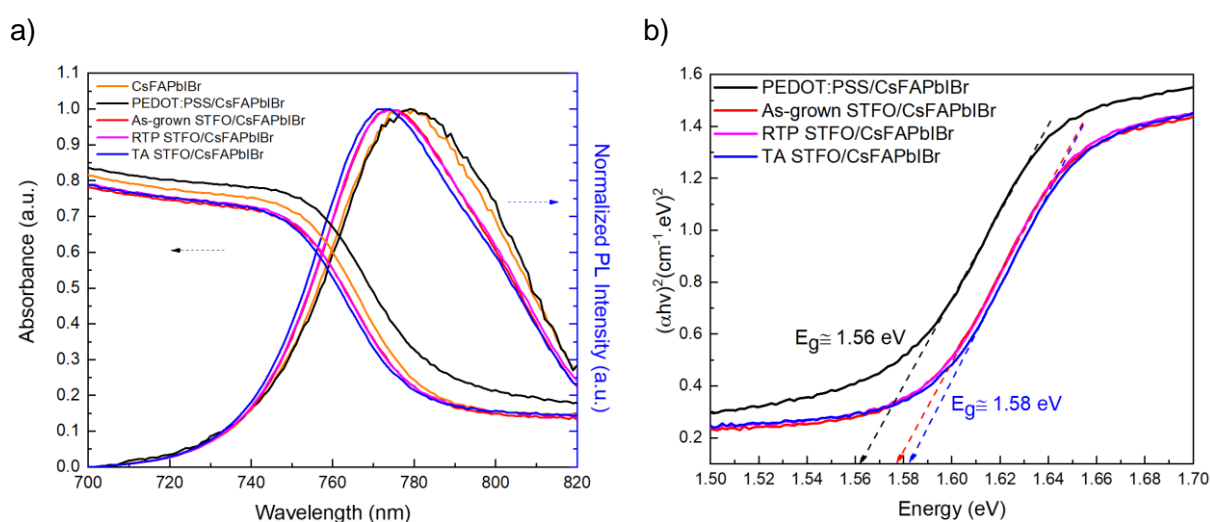 a)
1.1
1.0
0.9
0.8
0.7
0.6
0.5
0.4
0.3
0.2
0.1
0.0
Absorbance (a.u.)
CsFAPbIBr
PEDOT:PSS/CsFAPbIBr
As-grown STFO/CsFAPbIBr
RTP STFO/CsFAPbIBr
TA STFO/CsFAPbIBr
Normalized PL Intensity (a.u.)
700 720 740 760 780 800 820
Wavelength (nm)
b)
1.6
1.4
1.2
1.0
0.8
0.6
0.4
0.2
(αhν)²(cm⁻¹.eV)²
PEDOT:PSS/CsFAPbIBr
As-grown STFO/CsFAPbIBr
RTP STFO/CsFAPbIBr
TA STFO/CsFAPbIBr
Eg≅ 1.56 eV
Eg≅ 1.58 eV
1.50 1.52 1.54 1.56 1.58 1.60 1.62 1.64 1.66 1.68 1.70
Energy (eV)